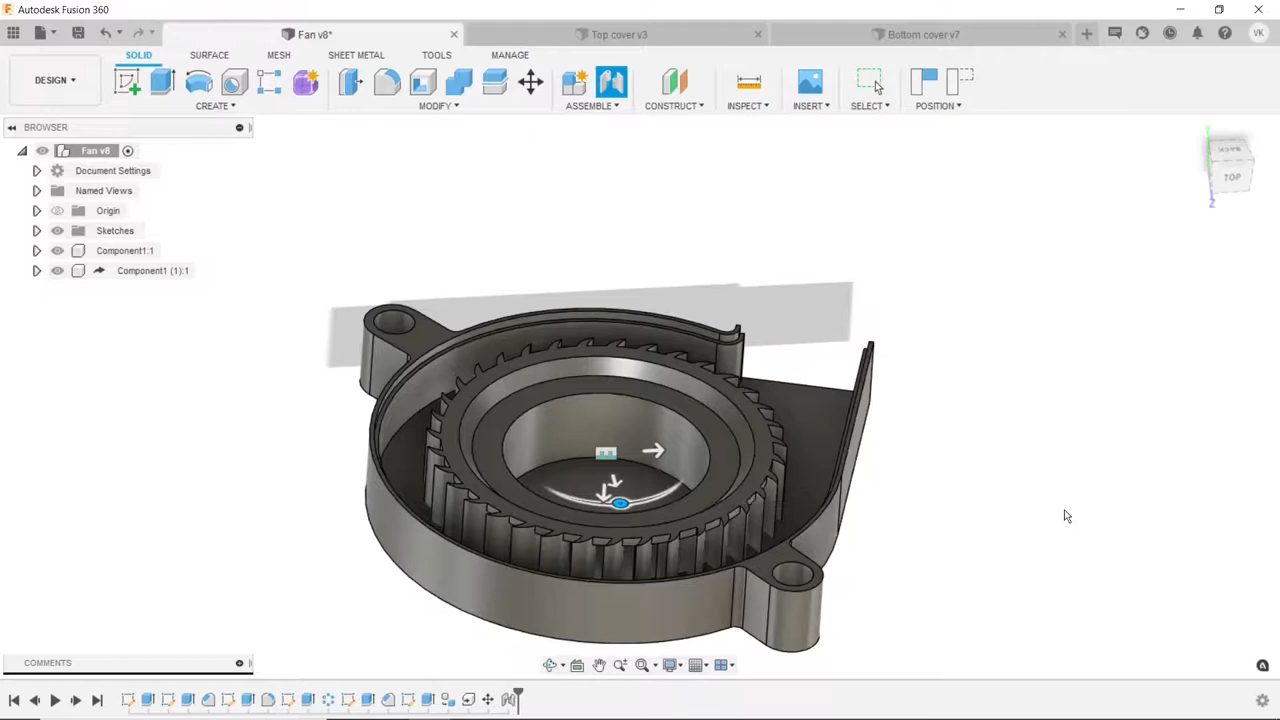 Autodesk Fusion 360
Fan v8*
Top cover v3
Bottom cover v7
VK
DESIGN
SOLID
SURFACE
MESH
SHEET METAL
TOOLS
MANAGE
CREATE
MODIFY
ASSEMBLE
CONSTRUCT
INSPECT
INSERT
SELECT
POSITION
BROWSER
Fan v8
Document Settings
Named Views
Origin
Sketches
Component1:1
Component1 (1):1
BACK
TOP
Z
COMMENTS